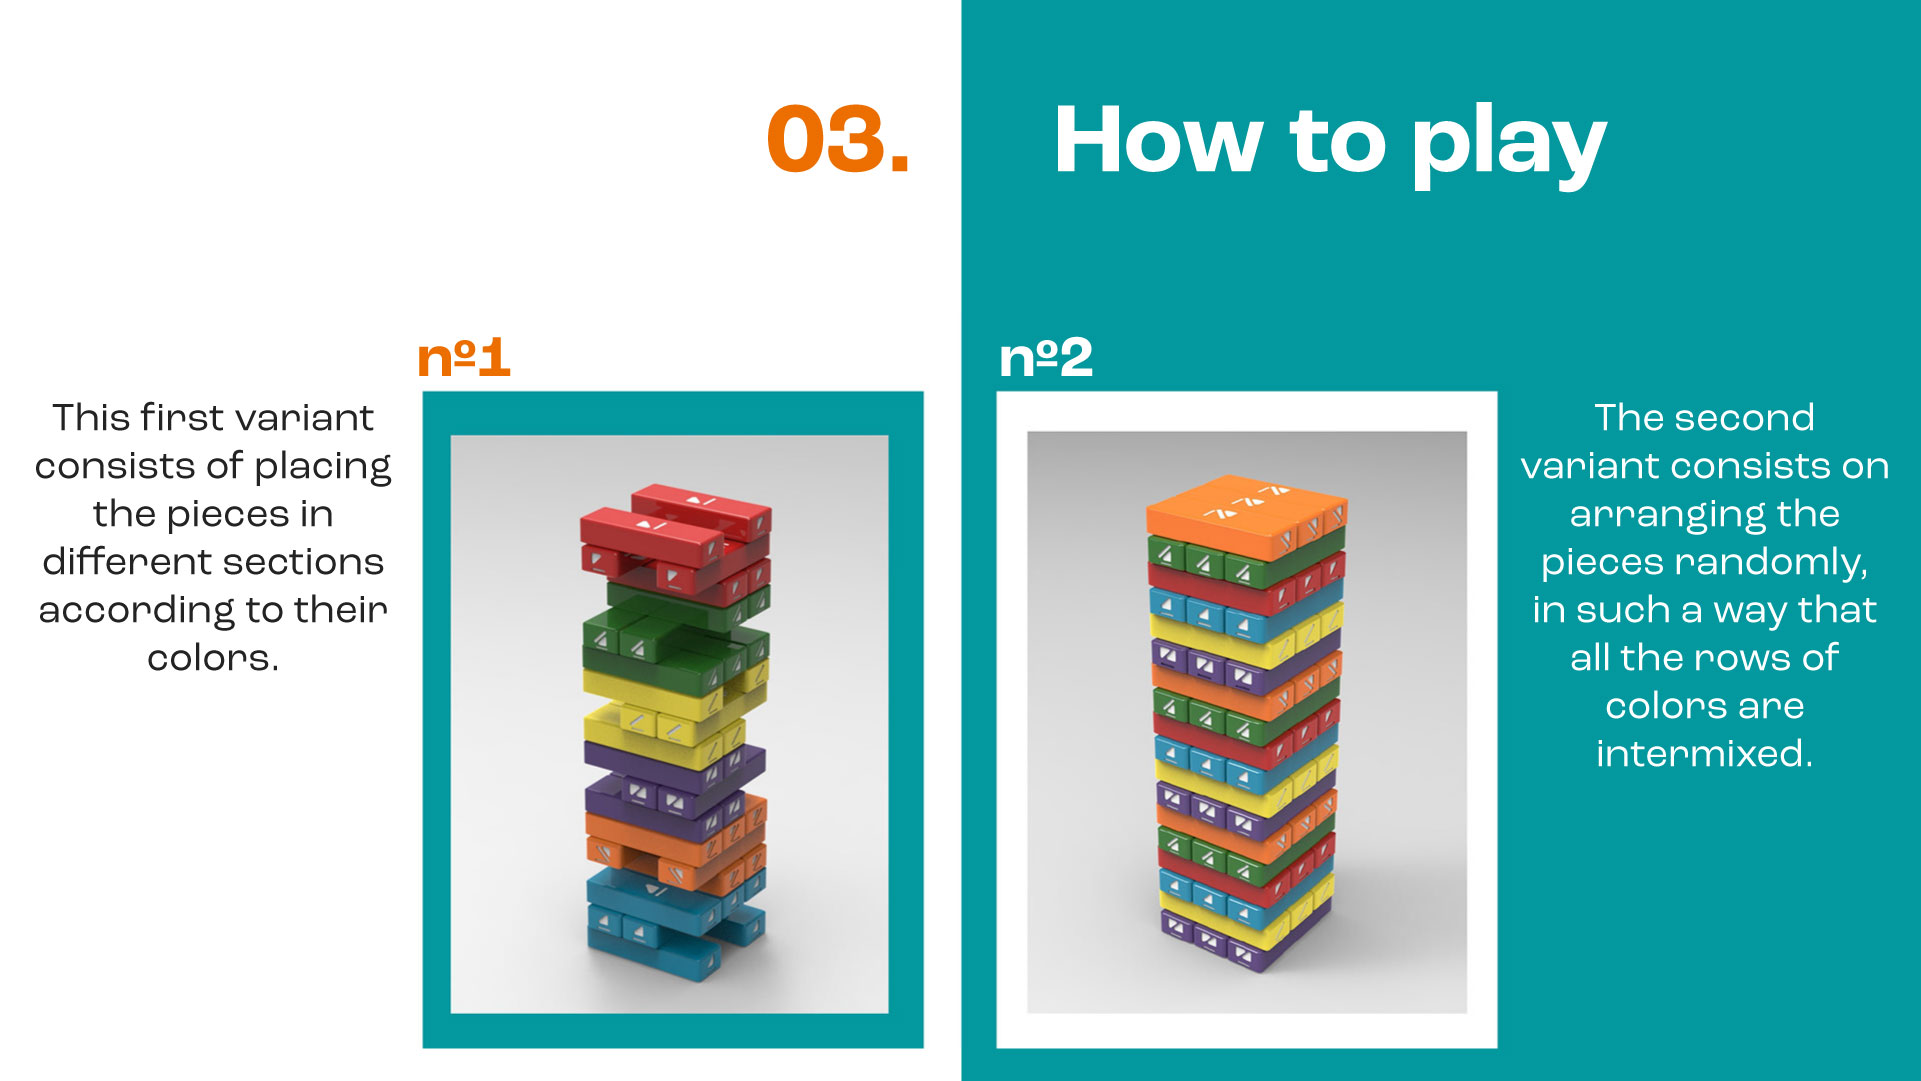 03.
How to play
nº1
This first variant
consists of placing
the pieces in
different sections
according to their
colors.
nº2
The second
variant consists on
arranging the
pieces randomly,
in such a way that
all the rows of
colors are
intermixed.